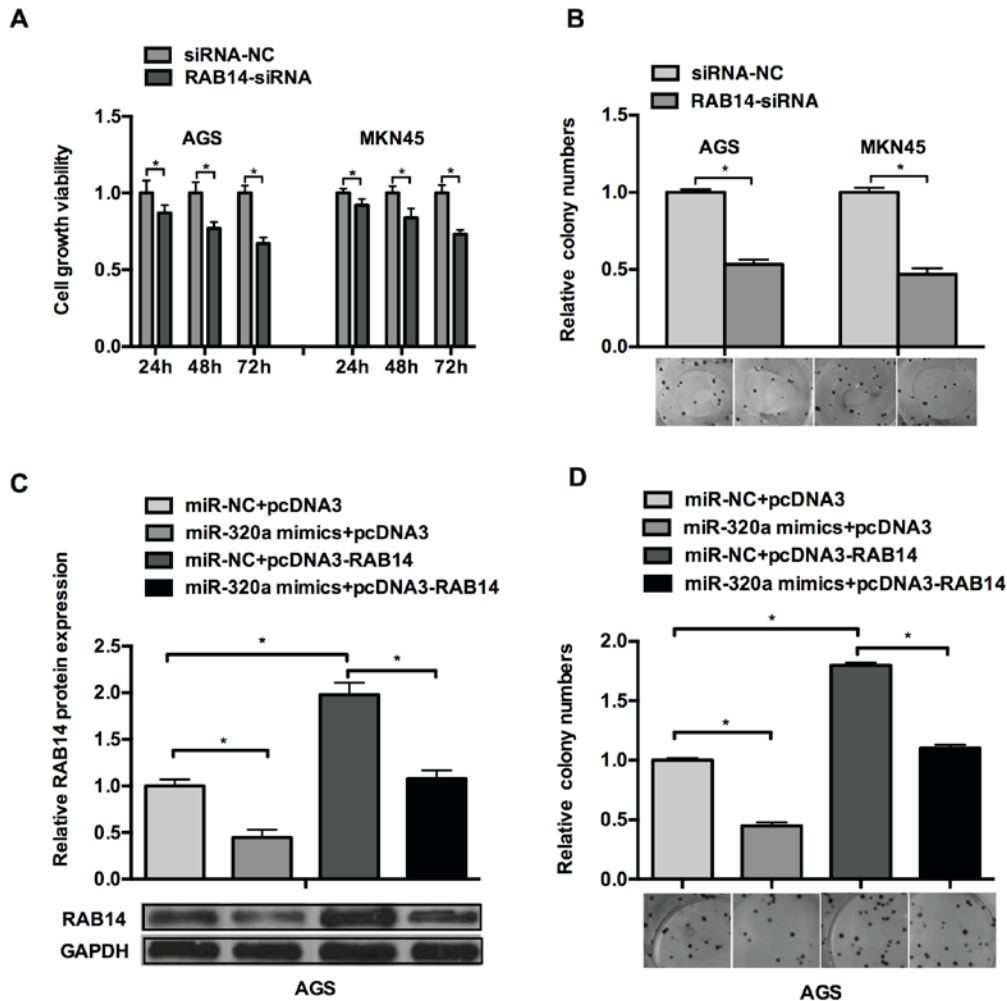 A
siRNA-NC
RAB14-siRNA
Cell growth viability
1.5
1.0
0.5
0.0
AGS
MKN45
* * * * * *
24h 48h 72h 24h 48h 72h
B
siRNA-NC
RAB14-siRNA
Relative colony numbers
1.5
1.0
0.5
0.0
AGS
MKN45
* *
C
miR-NC+pcDNA3
miR-320a mimics+pcDNA3
miR-NC+pcDNA3-RAB14
miR-320a mimics+pcDNA3-RAB14
Relative RAB14 protein expression
2.5
2.0
1.5
1.0
0.5
0.0
* * *
RAB14
GAPDH
AGS
D
miR-NC+pcDNA3
miR-320a mimics+pcDNA3
miR-NC+pcDNA3-RAB14
miR-320a mimics+pcDNA3-RAB14
Relative colony numbers
2.0
1.5
1.0
0.5
0.0
* * *
AGS